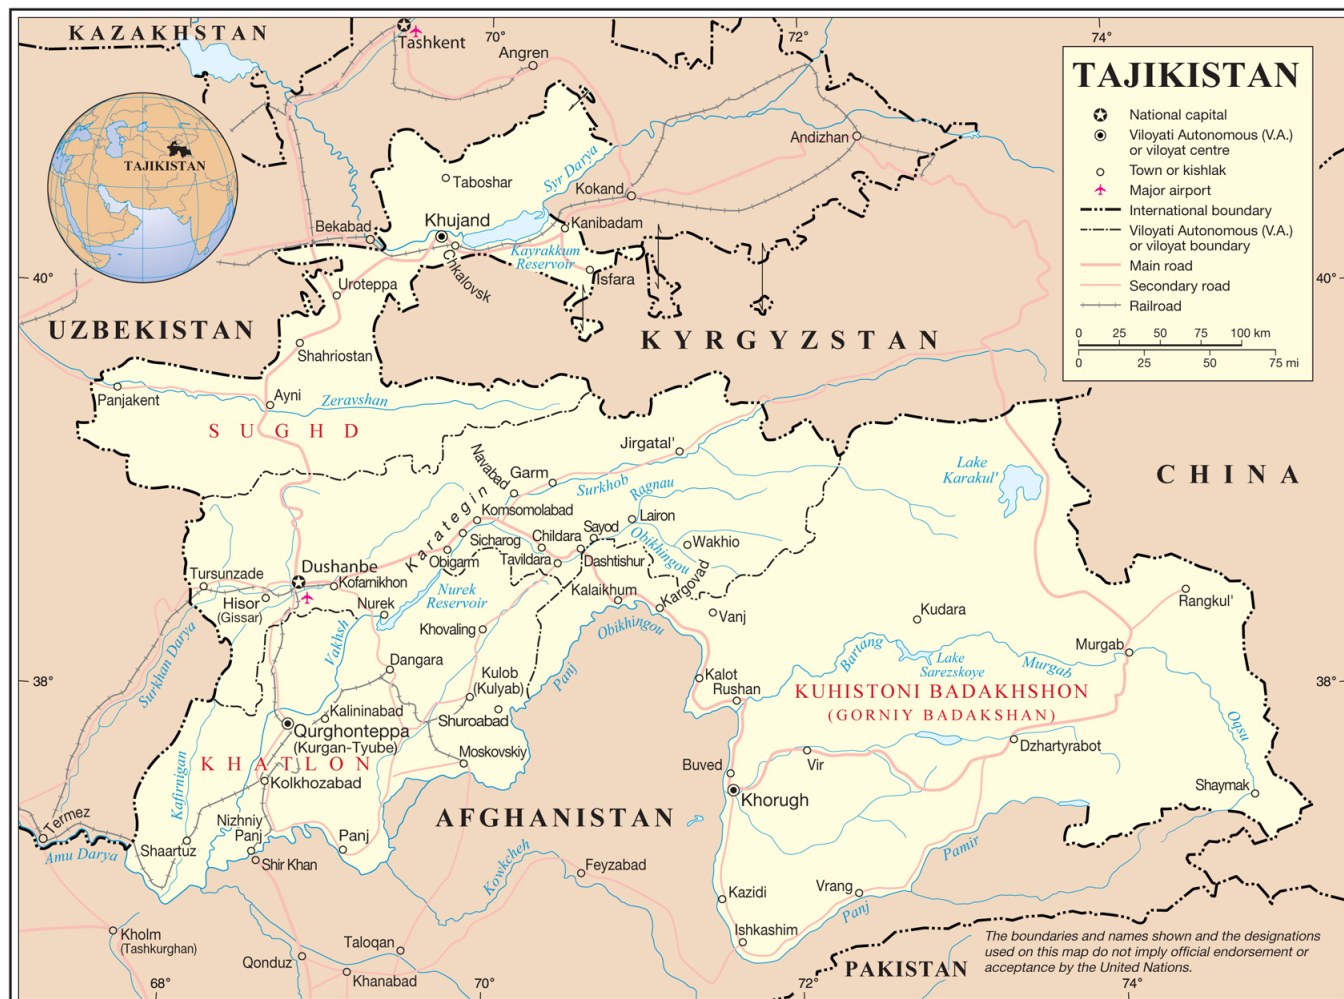 KAZAKHSTAN
Tashkent
70°
72°
74°
Angren
TAJIKISTAN
National capital
Viloyati Autonomous (V.A.)
or viloyat centre
Town or kishlak
Major airport
International boundary
Viloyati Autonomous (V.A.)
or viloyat boundary
Main road
Secondary road
Railroad
0 25 50 75 100 km
0 25 50 75 mi
TAJIKISTAN
Andizhan
Taboshar
Syr Darya
Kokand
Khujand
Bekabad
Kanibadam
Kayrakkum
Reservoir
Chkalovsk
Isfara
40°
40°
Uroteppa
UZBEKISTAN
KYRGYZSTAN
Shahriostan
Panjakent
Ayni
Zeravshan
SUGHD
Jirgatal'
Navabad
Garm
Surkhob
Ragnau
Lake
Karakul'
CHINA
Karategin
Komsomolabad
Lairon
Sicharog
Childara
Sayod
Obikhingou
Wakhio
Obigarm
Tavildara
Dashtishur
Dushanbe
Tursunzade
Kofarnikhon
Nurek
Reservoir
Kalaikhum
Kargovad
Rangkul'
Hisor
(Gissar)
Nurek
Vanj
Kudara
Khovaling
Obikhingou
Vakhsh
Surkhan Darya
Murgab
Bartang
Lake
Sarezskoye
Murgab
Dangara
Kulob
(Kulyab)
Panj
Kalot
Rushan
38°
38°
KUHISTONI BADAKHSHON
(GORNIY BADAKSHAN)
Kalininabad
Shuroabad
Oqsu
Qurghonteppa
(Kurgan-Tyube)
Moskovskiy
Dzhartyrabot
KHATLON
Kafirnigan
Buved
Vir
Kolkhozabad
Shaymak
Khorugh
AFGHANISTAN
Termez
Nizhniy
Panj
Panj
Amu Darya
Shaartuz
Shir Khan
Kowkcheh
Feyzabad
Pamir
Kazidi
Vrang
Panj
Kholm
(Tashkurghan)
Ishkashim
Taloqan
Qonduz
Khanabad
PAKISTAN
The boundaries and names shown and the designations
used on this map do not imply official endorsement or
acceptance by the United Nations.
68°
70°
72°
74°